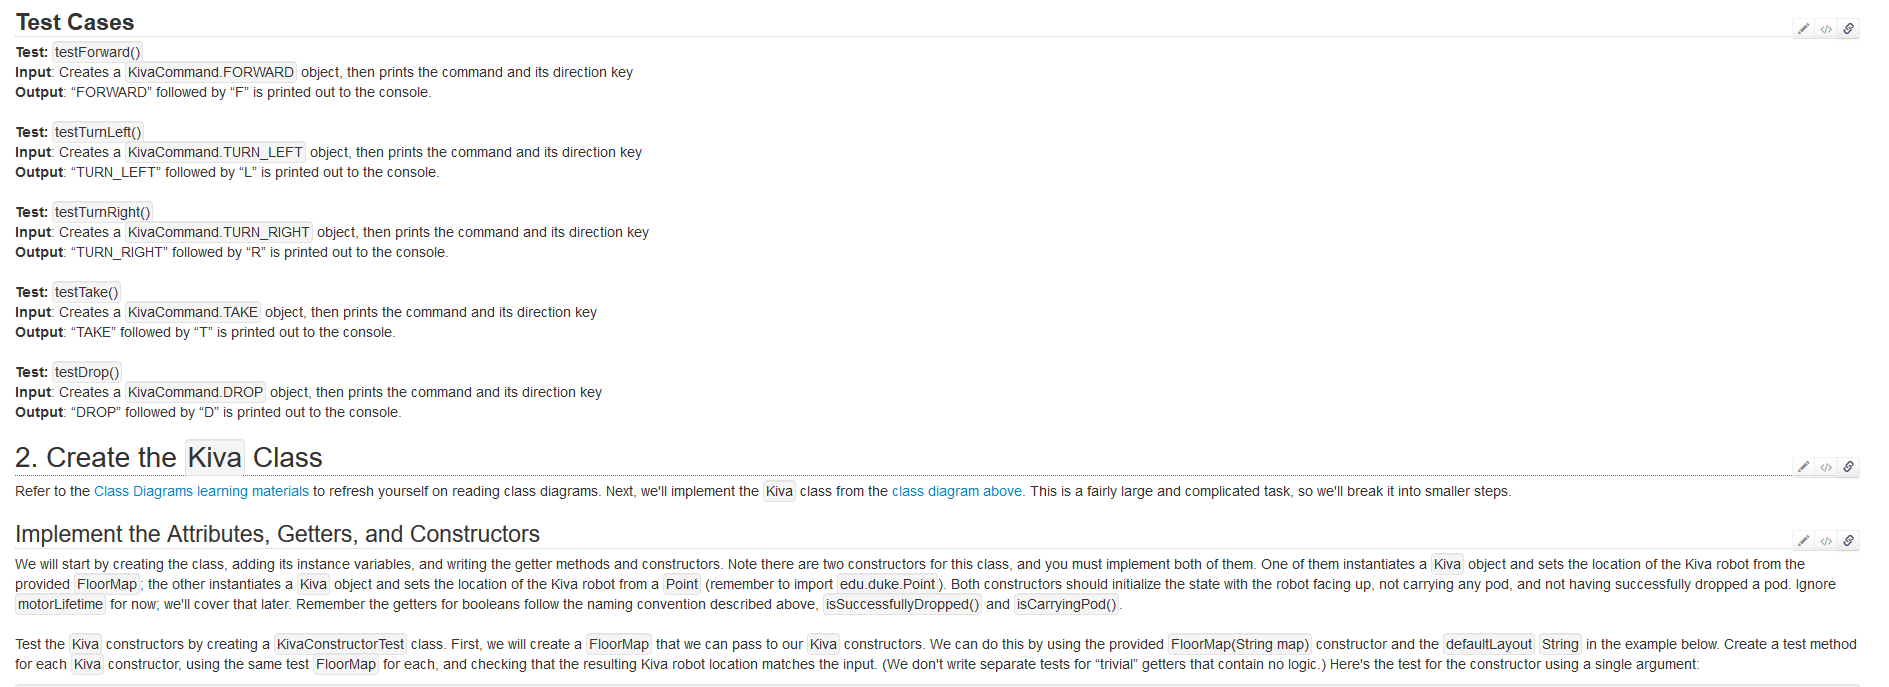 Test Cases
Test: testForward()
Input: Creates a KivaCommand.FORWARD object, then prints the command and its direction key
Output: “FORWARD” followed by “F” is printed out to the console.
Test: testTurnLeft()
Input: Creates a KivaCommand.TURN_LEFT object, then prints the command and its direction key
Output: “TURN_LEFT” followed by “L” is printed out to the console.
Test: testTurnRight()
Input: Creates a KivaCommand.TURN_RIGHT object, then prints the command and its direction key
Output: “TURN_RIGHT” followed by “R” is printed out to the console.
Test: testTake()
Input: Creates a KivaCommand.TAKE object, then prints the command and its direction key
Output: “TAKE” followed by “T” is printed out to the console.
Test: testDrop()
Input: Creates a KivaCommand.DROP object, then prints the command and its direction key
Output: “DROP” followed by “D” is printed out to the console.
2. Create the Kiva Class
Refer to the Class Diagrams learning materials to refresh yourself on reading class diagrams. Next, we'll implement the Kiva class from the class diagram above. This is a fairly large and complicated task, so we'll break it into smaller steps.
Implement the Attributes, Getters, and Constructors
We will start by creating the class, adding its instance variables, and writing the getter methods and constructors. Note there are two constructors for this class, and you must implement both of them. One of them instantiates a Kiva object and sets the location of the Kiva robot from the
provided FloorMap; the other instantiates a Kiva object and sets the location of the Kiva robot from a Point (remember to import edu.duke.Point). Both constructors should initialize the state with the robot facing up, not carrying any pod, and not having successfully dropped a pod. Ignore
motorLifetime for now; we'll cover that later. Remember the getters for booleans follow the naming convention described above, isSuccessfullyDropped() and isCarryingPod().
Test the Kiva constructors by creating a KivaConstructorTest class. First, we will create a FloorMap that we can pass to our Kiva constructors. We can do this by using the provided FloorMap(String map) constructor and the defaultLayout String in the example below. Create a test method
for each Kiva constructor, using the same test FloorMap for each, and checking that the resulting Kiva robot location matches the input. (We don't write separate tests for “trivial” getters that contain no logic.) Here's the test for the constructor using a single argument: